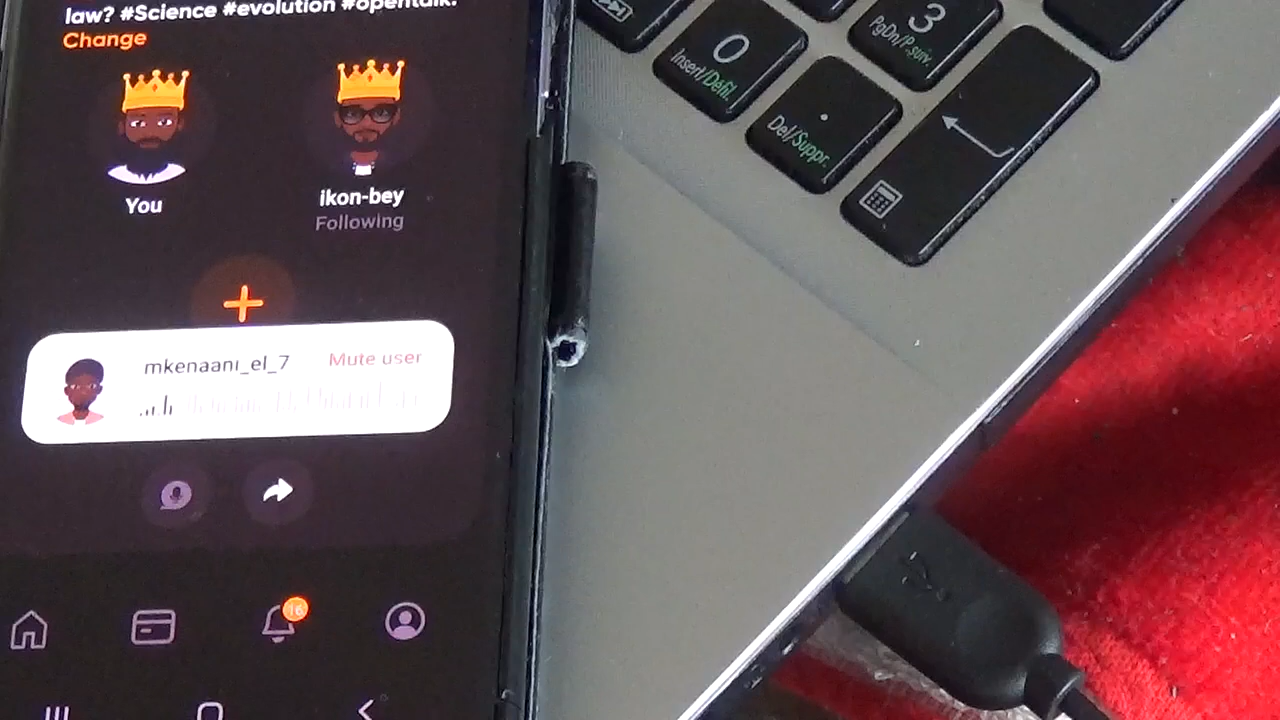 law? #Science #evolution #opentalk.
Change
You
ikon-bey
Following
mkenaani_el_7
Mute user
16
0
Insert/Défil
3
PgDn/P.suiv.
.
Del/Suppr.